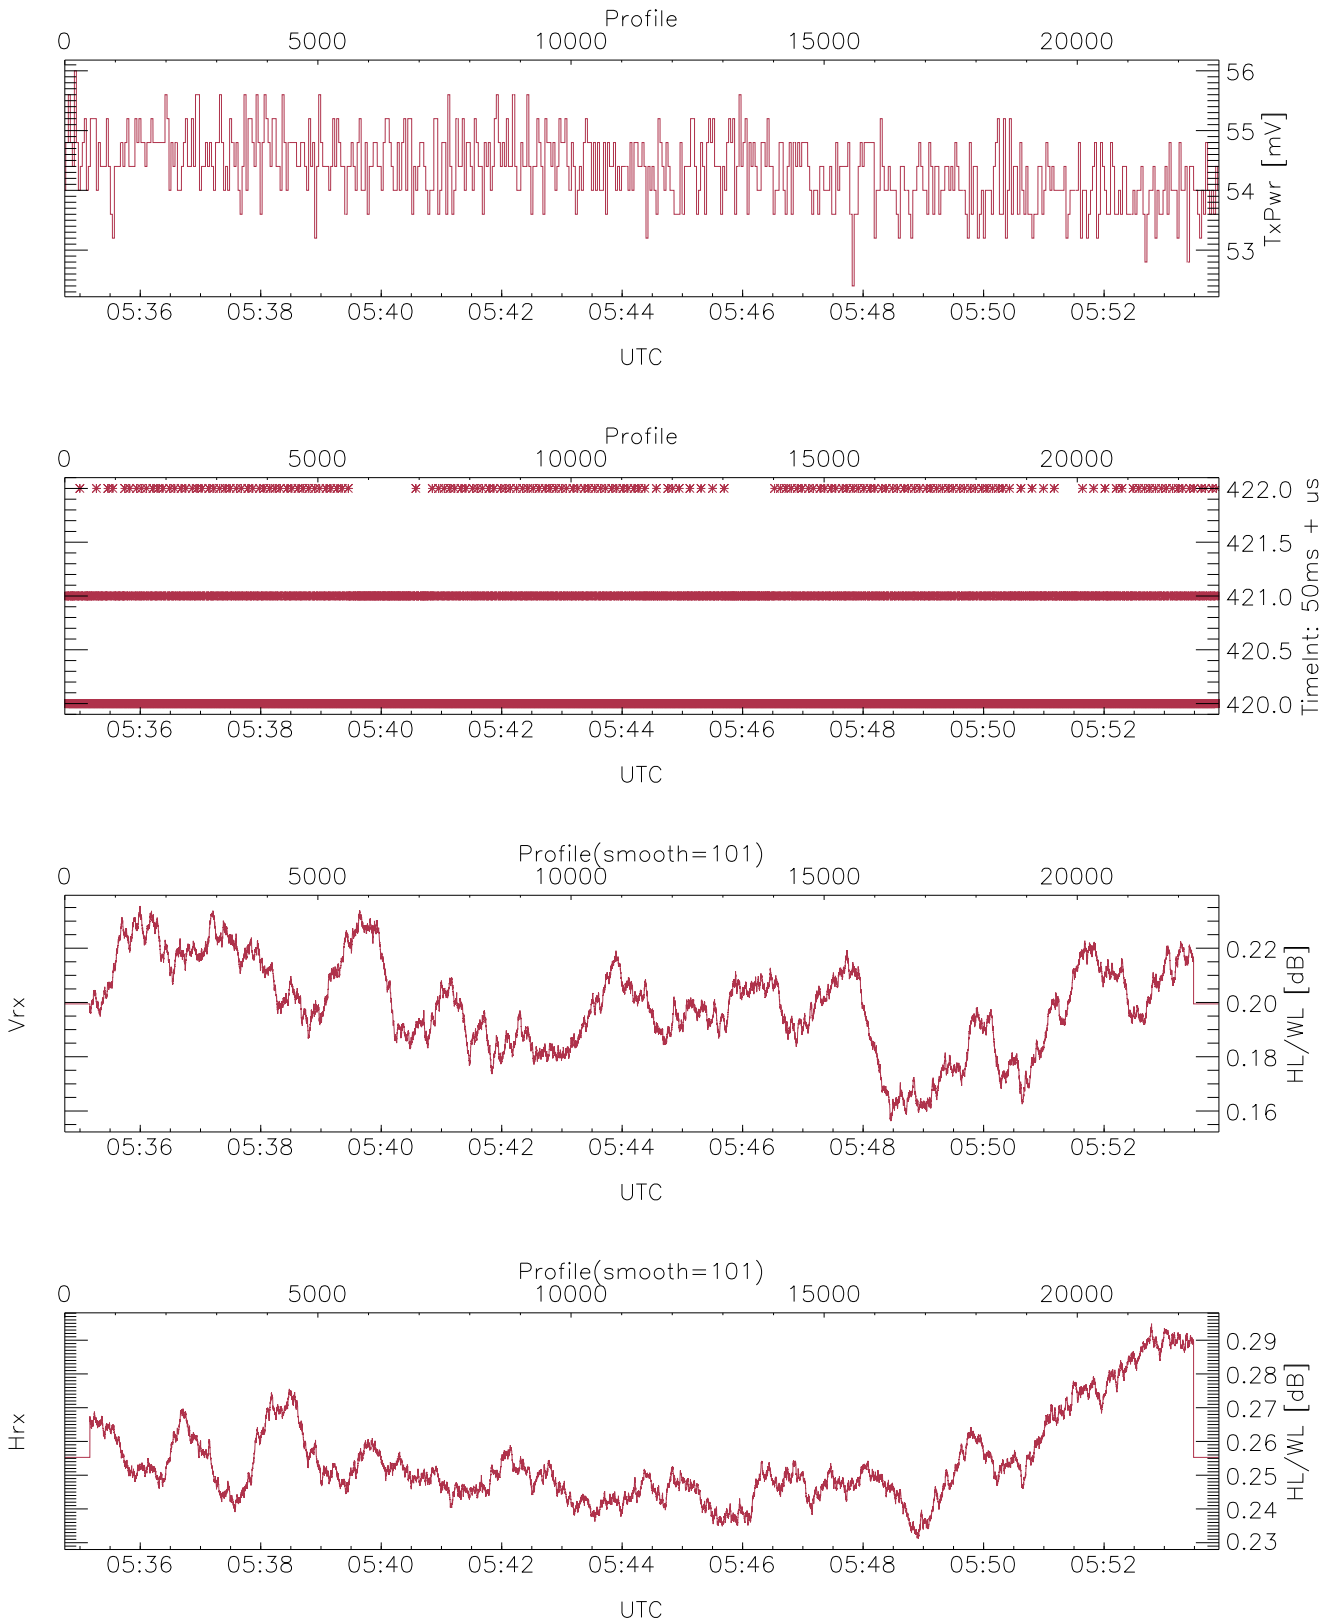 Profile
0 5000 10000 15000 20000
56
55
54
53
TxPwr [mV]
05:36 05:38 05:40 05:42 05:44 05:46 05:48 05:50 05:52
UTC
Profile
0 5000 10000 15000 20000
422.0
421.5
421.0
420.5
420.0
TimeInt: 50ms + us
05:36 05:38 05:40 05:42 05:44 05:46 05:48 05:50 05:52
UTC
Profile(smooth=101)
0 5000 10000 15000 20000
Vrx
0.22
0.20
0.18
0.16
HL/WL [dB]
05:36 05:38 05:40 05:42 05:44 05:46 05:48 05:50 05:52
UTC
Profile(smooth=101)
0 5000 10000 15000 20000
Hrx
0.29
0.28
0.27
0.26
0.25
0.24
0.23
HL/WL [dB]
05:36 05:38 05:40 05:42 05:44 05:46 05:48 05:50 05:52
UTC